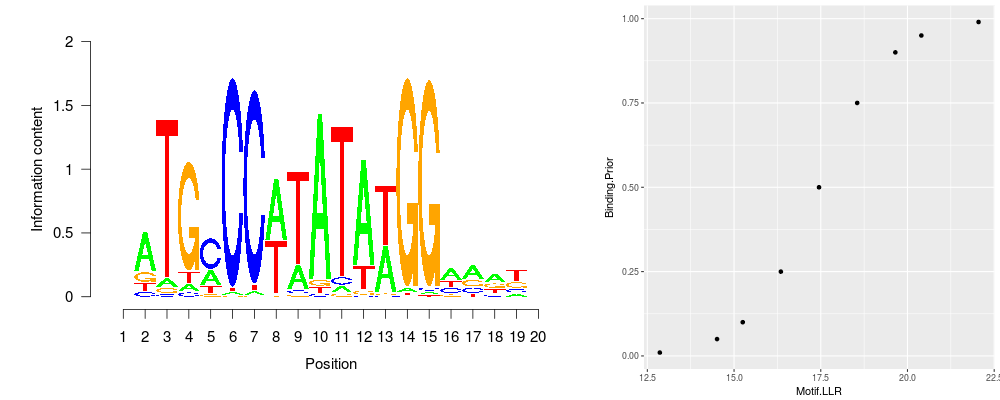 2
1.5
1
0.5
0
Information content
1 2 3 4 5 6 7 8 9 10 11 12 13 14 15 16 17 18 19 20
Position
A T G C C C A T A T A T G G A A A T
G A T A T A T A G C T A T G
1.00
0.75
0.50
0.25
0.00
Binding.Prior
12.5 15.0 17.5 20.0 22.5
Motif.LLR